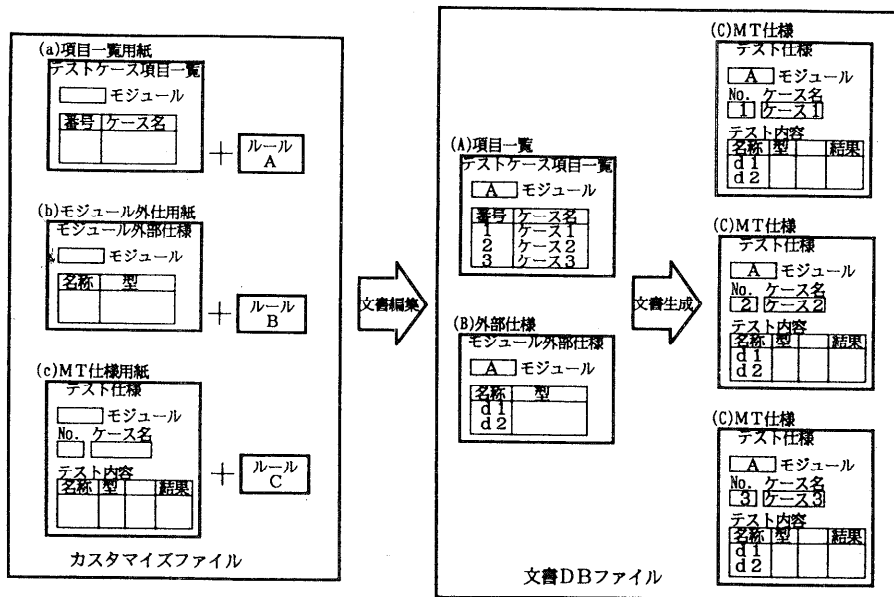 (a)項目一覧用紙
テストケース項目一覧
モジュール
番号 ケース名
ルール
A
(b)モジュール外仕用紙
モジュール外部仕様
モジュール
名称 型
ルール
B
(c)MT仕様用紙
テスト仕様
モジュール
No. ケース名
テスト内容
名称 型 結果
ルール
C
カスタマイズファイル
文書編集
(A)項目一覧
テストケース項目一覧
A モジュール
番号 ケース名
1 ケース1
2 ケース2
3 ケース3
(B)外部仕様
モジュール外部仕様
A モジュール
名称 型
d1
d2
文書生成
(C)MT仕様
テスト仕様
A モジュール
No. ケース名
1 ケース1
テスト内容
名称 型 結果
d1
d2
(C)MT仕様
テスト仕様
A モジュール
No. ケース名
2 ケース2
テスト内容
名称 型 結果
d1
d2
(C)MT仕様
テスト仕様
A モジュール
No. ケース名
3 ケース3
テスト内容
名称 型 結果
d1
d2
文書DBファイル